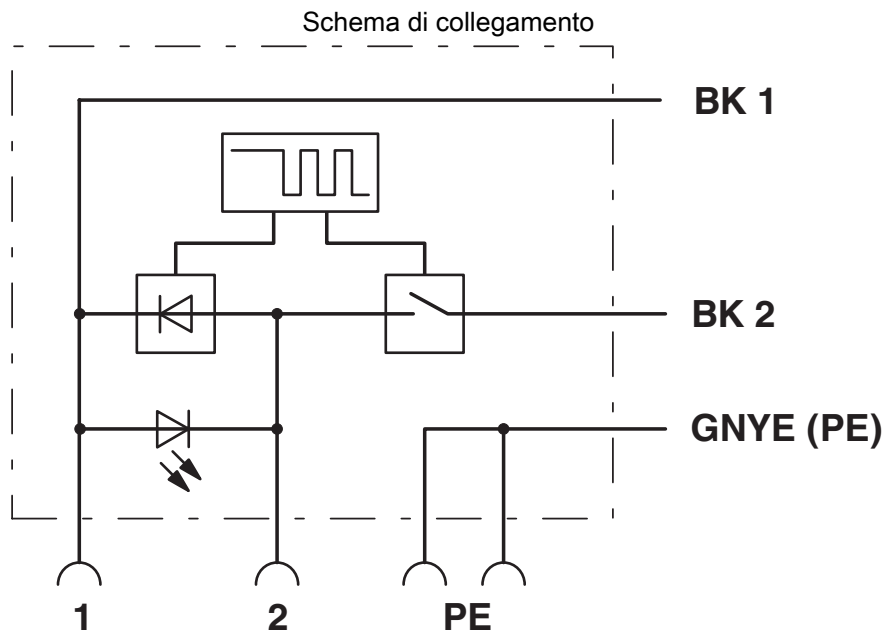 Schema di collegamento
BK 1
BK 2
GNYE (PE)
1 2 PE